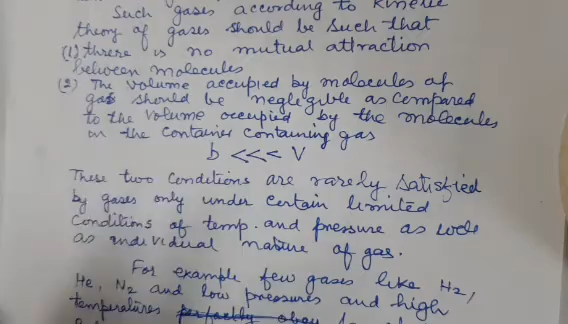 Such gases according to Kinetic
theory of gases should be such that
(1) threre is no mutual attraction
between molecules
(2) The volume occupied by molecules of
gas should be negligible as compared
to the volume occupied by the molecules
in the container containing gas
b <<< V
These two conditions are rarely satisfied
by gases only under certain limited
conditions of temp. and pressure as well
as individual nature of gas.
For example few gases like H2,
He, N2 and low pressures and high
temperatures perfectly obey